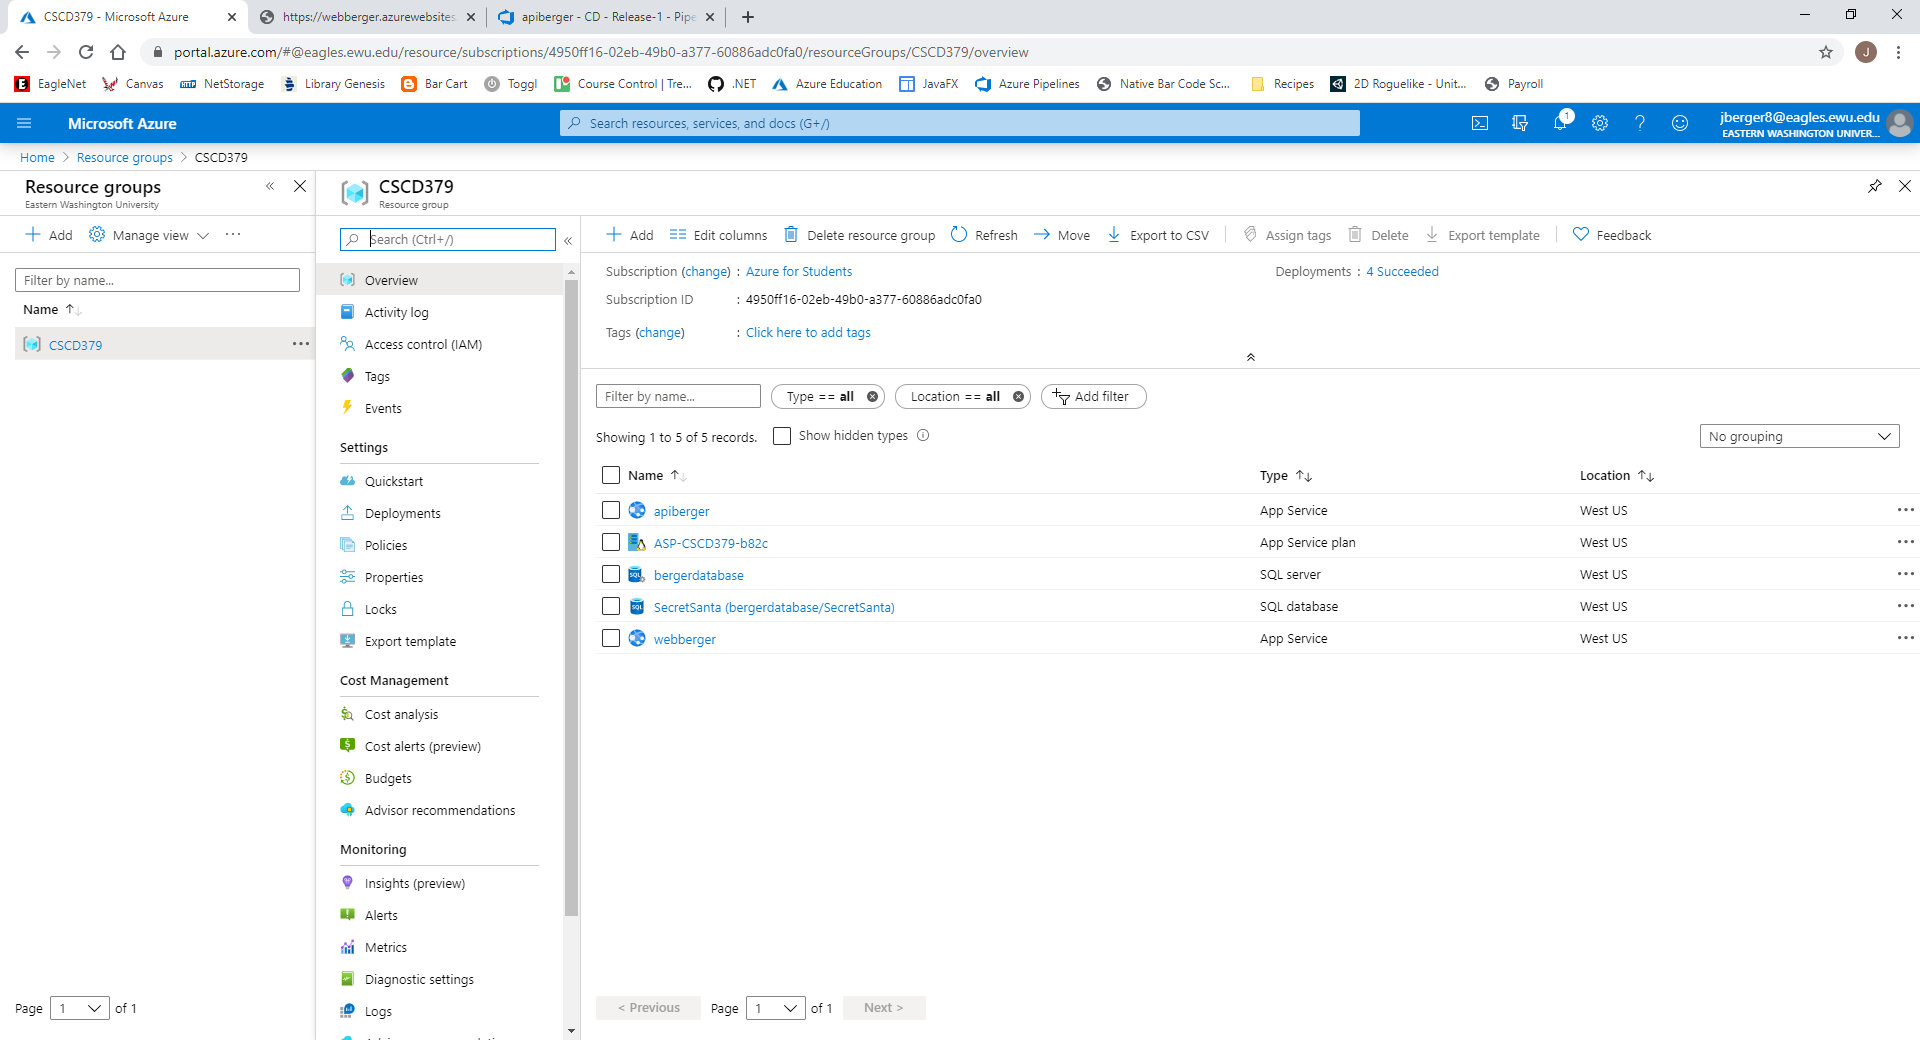 CSCD379 - Microsoft Azure
https://webberger.azurewebsites.
apiberger - CD - Release-1 - Pipe
portal.azure.com/#@eagles.ewu.edu/resource/subscriptions/4950ff16-02eb-49b0-a377-60886adc0fa0/resourceGroups/CSCD379/overview
J
EagleNet Canvas NetStorage Library Genesis Bar Cart Toggl Course Control | Tre... .NET Azure Education JavaFX Azure Pipelines Native Bar Code Sc... Recipes 2D Roguelike - Unit... Payroll
Microsoft Azure
Search resources, services, and docs (G+/)
1
jberger8@eagles.ewu.edu
EASTERN WASHINGTON UNIVER...
Home > Resource groups > CSCD379
Resource groups
Eastern Washington University
Add Manage view ...
Filter by name...
Name
CSCD379
Page 1 of 1
CSCD379
Resource group
Search (Ctrl+/)
Overview
Activity log
Access control (IAM)
Tags
Events
Settings
Quickstart
Deployments
Policies
Properties
Locks
Export template
Cost Management
Cost analysis
Cost alerts (preview)
Budgets
Advisor recommendations
Monitoring
Insights (preview)
Alerts
Metrics
Diagnostic settings
Logs
Add Edit columns Delete resource group Refresh Move Export to CSV Assign tags Delete Export template Feedback
Subscription (change) : Azure for Students
Deployments : 4 Succeeded
Subscription ID : 4950ff16-02eb-49b0-a377-60886adc0fa0
Tags (change) : Click here to add tags
Filter by name... Type == all Location == all Add filter
Showing 1 to 5 of 5 records. Show hidden types
No grouping
Name Type Location
apiberger App Service West US
ASP-CSCD379-b82c App Service plan West US
bergerdatabase SQL server West US
SecretSanta (bergerdatabase/SecretSanta) SQL database West US
webberger App Service West US
< Previous Page 1 of 1 Next >